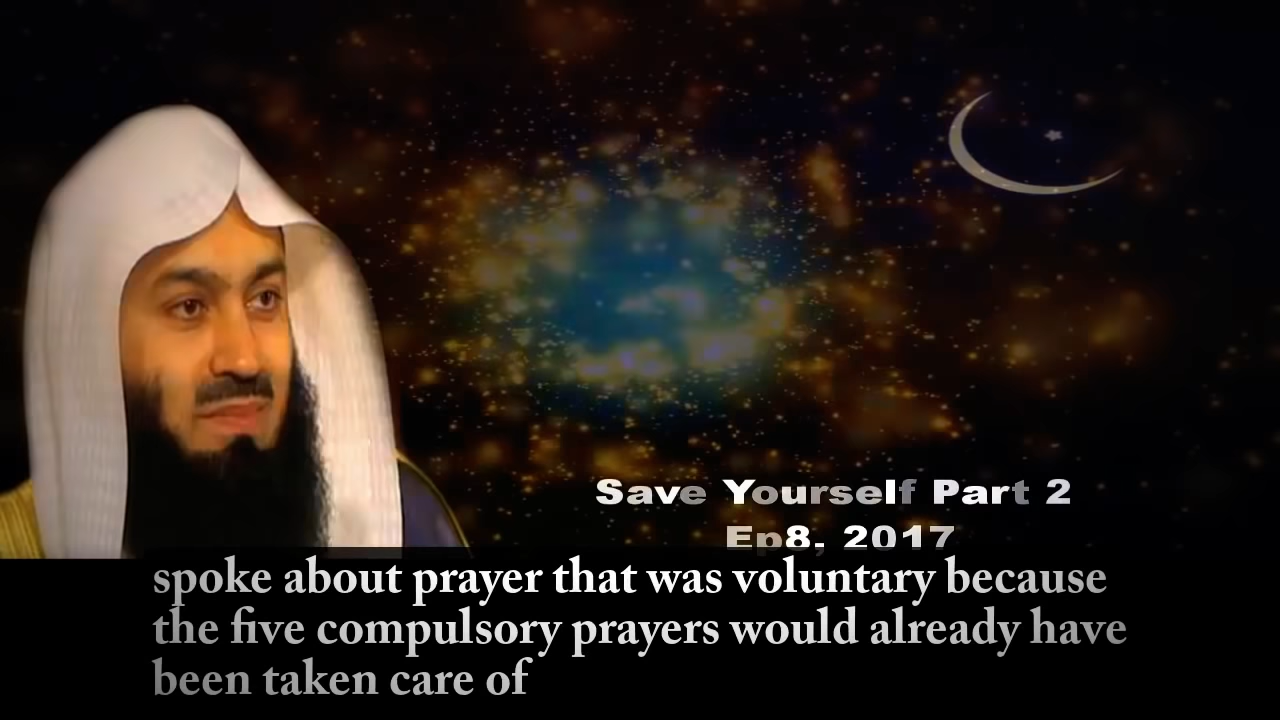 Save Yourself Part 2
Ep8, 2017
spoke about prayer that was voluntary because
the five compulsory prayers would already have
been taken care of